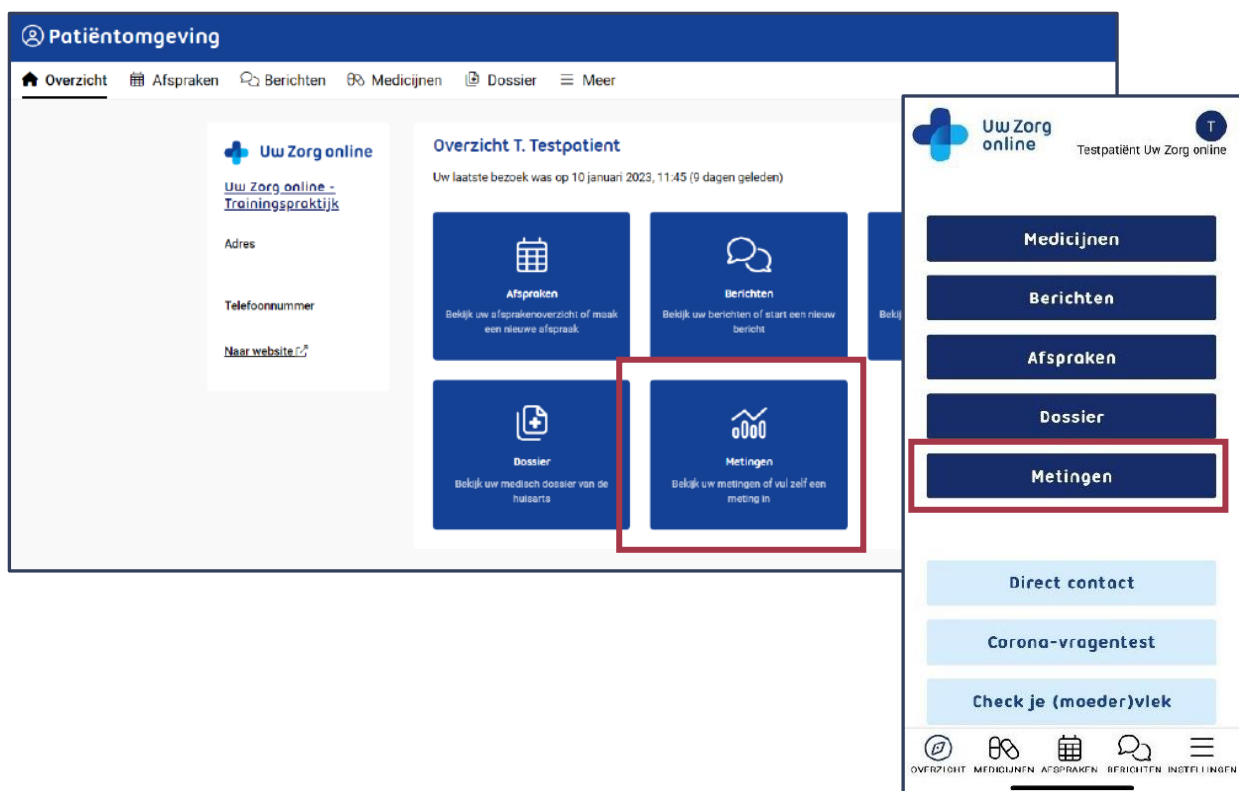 Patiëntomgeving
Overzicht Afspraken Berichten Medicijnen Dossier Meer
Uw Zorg online
Uw Zorg online -
Trainingspraktijk
Adres
Telefoonnummer
Naar website
Overzicht T. Testpatient
Uw laatste bezoek was op 10 januari 2023, 11:45 (9 dagen geleden)
Afspraken
Bekijk uw afsprakenoverzicht of maak
een nieuwe afspraak
Berichten
Bekijk uw berichten of start een nieuw
bericht
Dossier
Bekijk uw medisch dossier van de
huisarts
Metingen
Bekijk uw metingen of vul zelf een
meting in
Uw Zorg
online
T
Testpatiënt Uw Zorg online
Medicijnen
Berichten
Afspraken
Dossier
Metingen
Direct contact
Corona-vragentest
Check je (moeder)vlek
OVERZICHT MEDICIJNEN AFSPRAKEN BERICHTEN INSTELLINGEN